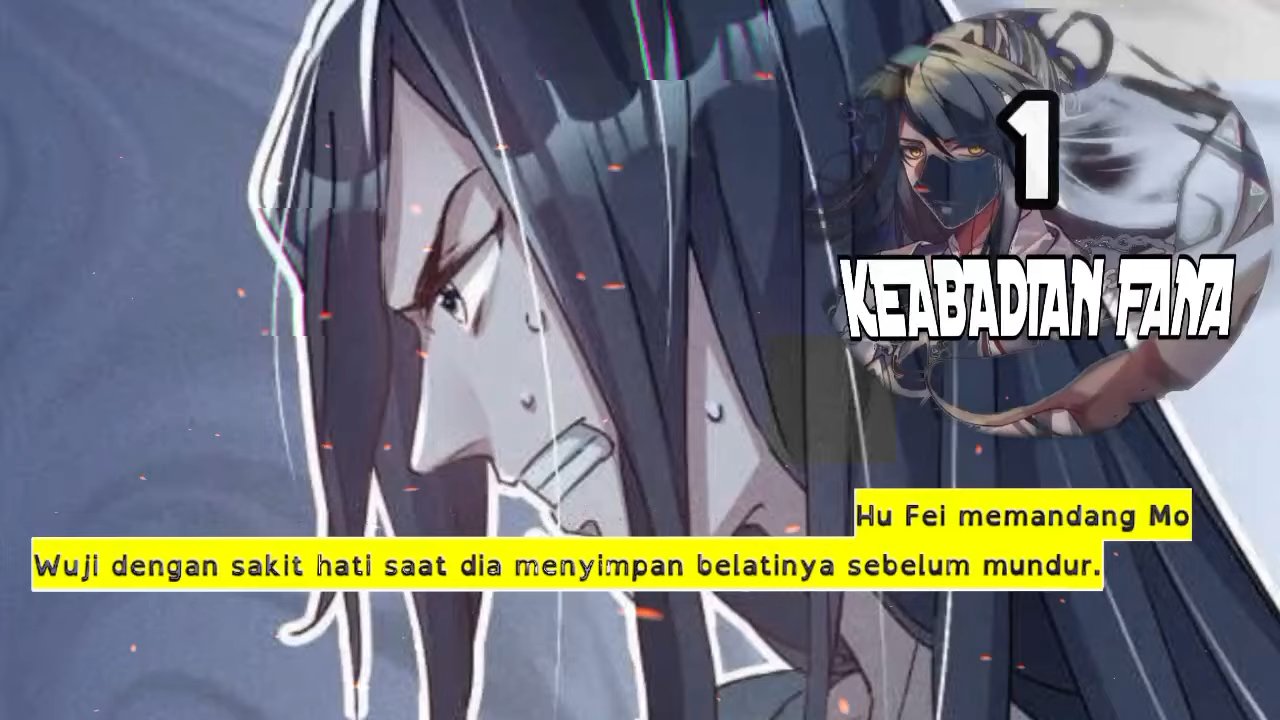 1
KEABADIAN FANA
Hu Fei memandang Mo
Wuji dengan sakit hati saat dia menyimpan belatinya sebelum mundur.